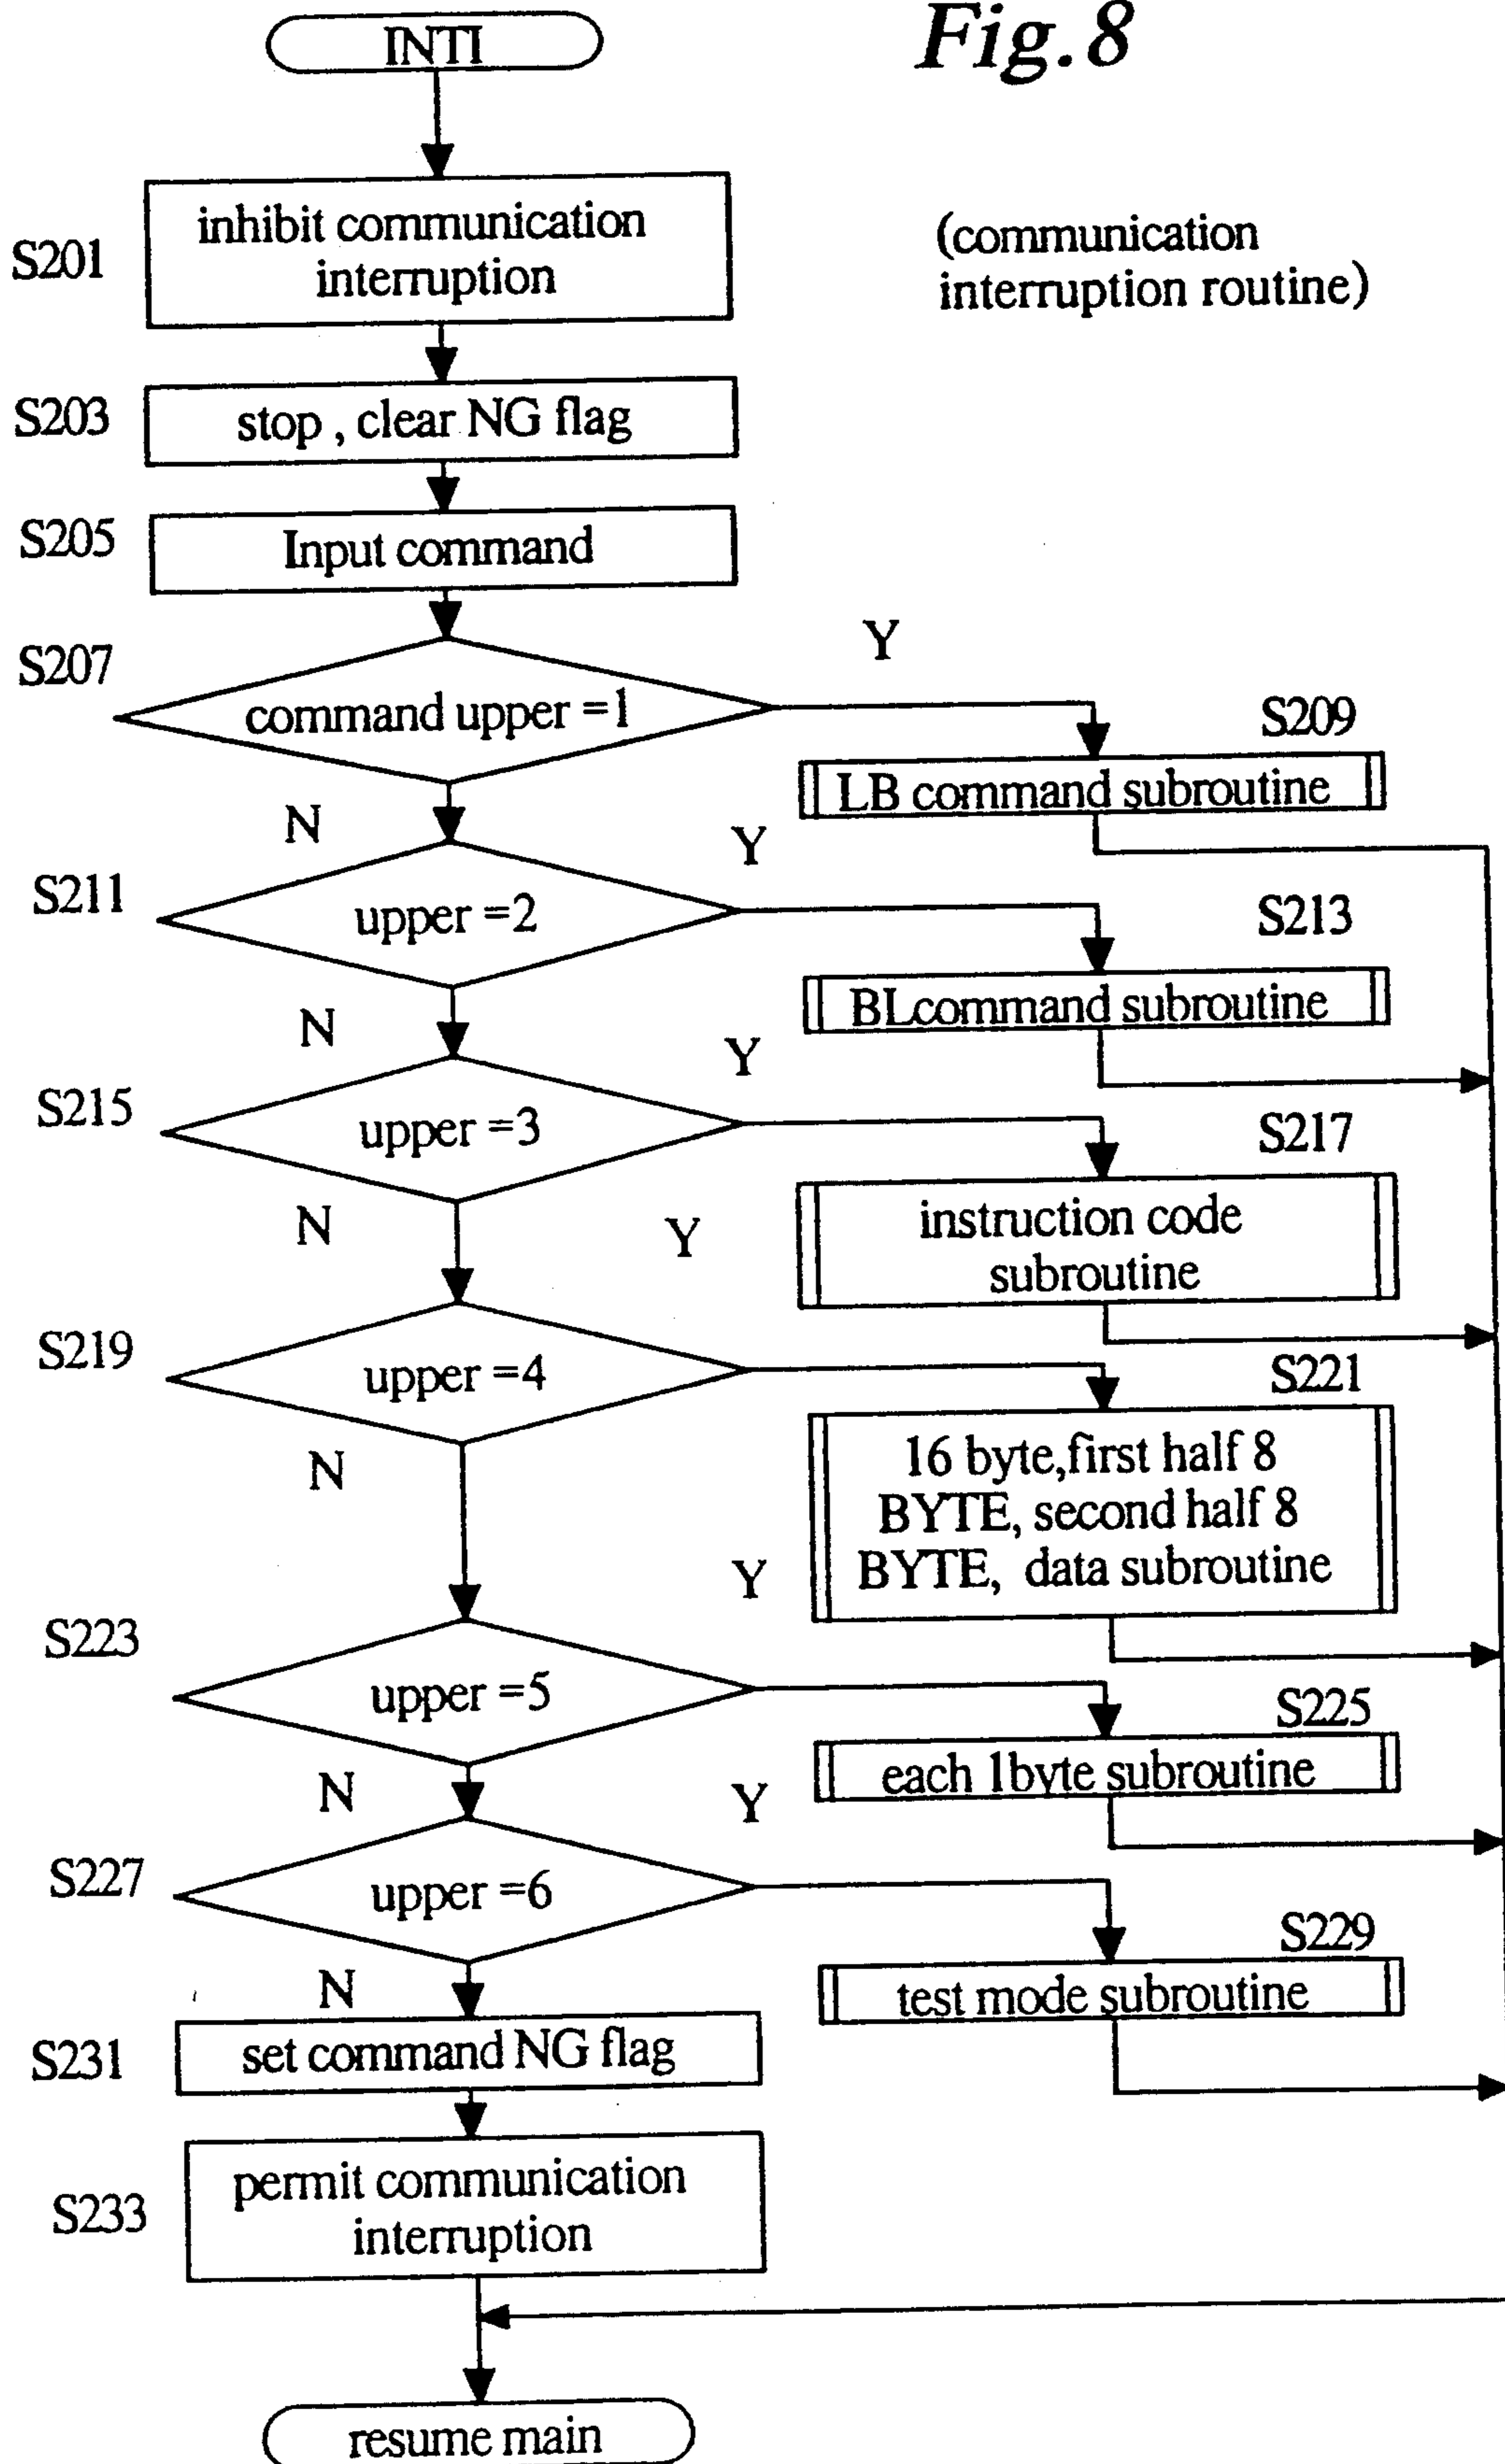 Fig.8
INTI
(communication
interruption routine)
S201
inhibit communication
interruption
S203
stop , clear NG flag
S205
Input command
S207
command upper =1
Y
N
S209
LB command subroutine
S211
upper =2
Y
N
S213
BLcommand subroutine
S215
upper =3
Y
N
S217
instruction code
subroutine
S219
upper =4
Y
N
S221
16 byte,first half 8
BYTE, second half 8
BYTE, data subroutine
S223
upper =5
Y
N
S225
each 1byte subroutine
S227
upper =6
Y
N
S229
test mode subroutine
S231
set command NG flag
S233
permit communication
interruption
resume main